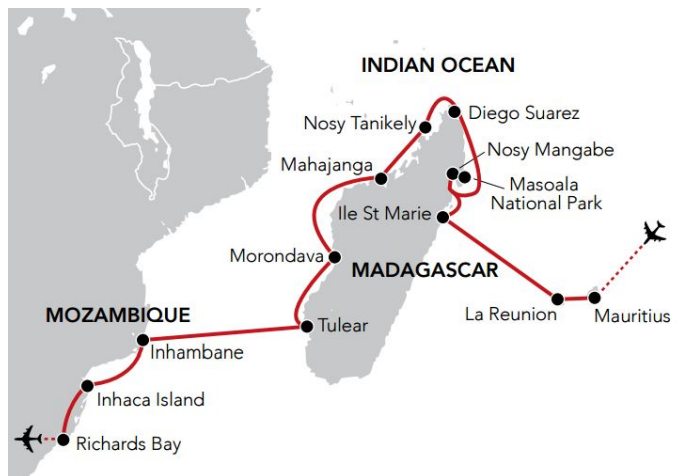 INDIAN OCEAN
Diego Suarez
Nosy Tanikely
Nosy Mangabe
Mahajanga
Masoala
National Park
Ile St Marie
Morondava
MADAGASCAR
La Reunion
Mauritius
MOZAMBIQUE
Tulear
Inhambane
Inhaca Island
Richards Bay